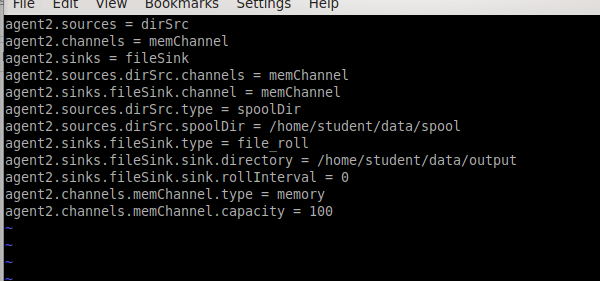 File Edit View Bookmarks Settings Help
agent2.sources = dirSrc
agent2.channels = memChannel
agent2.sinks = fileSink
agent2.sources.dirSrc.channels = memChannel
agent2.sinks.fileSink.channel = memChannel
agent2.sources.dirSrc.type = spoolDir
agent2.sources.dirSrc.spoolDir = /home/student/data/spool
agent2.sinks.fileSink.type = file_roll
agent2.sinks.fileSink.sink.directory = /home/student/data/output
agent2.sinks.fileSink.sink.rollInterval = 0
agent2.channels.memChannel.type = memory
agent2.channels.memChannel.capacity = 100
~
~
~
~